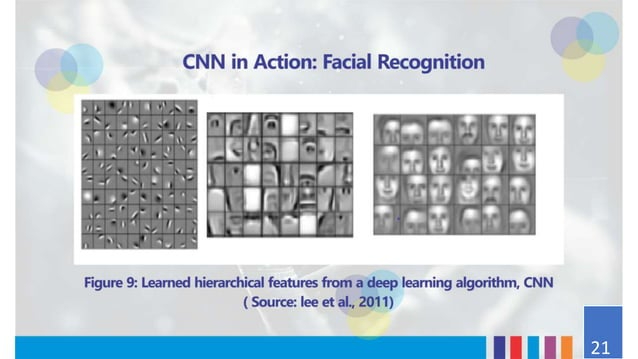 CNN in Action: Facial Recognition
Figure 9: Learned hierarchical features from a deep learning algorithm, CNN
( Source: lee et al., 2011)
21